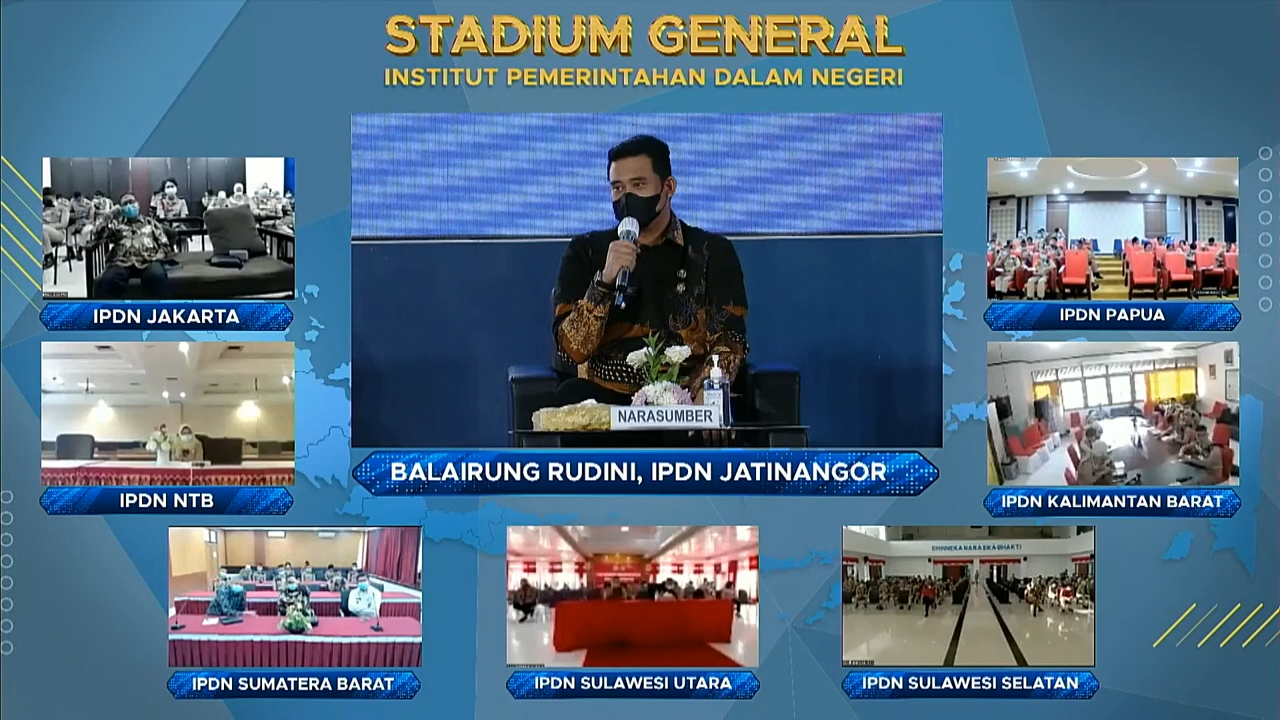 STADIUM GENERAL
INSTITUT PEMERINTAHAN DALAM NEGERI
IPDN JAKARTA
IPDN PAPUA
NARASUMBER
BALAIRUNG RUDINI, IPDN JATINANGOR
IPDN NTB
IPDN KALIMANTAN BARAT
BHINNEKA NARA EKA BHAKTI
IPDN SUMATERA BARAT
IPDN SULAWESI UTARA
IPDN SULAWESI SELATAN